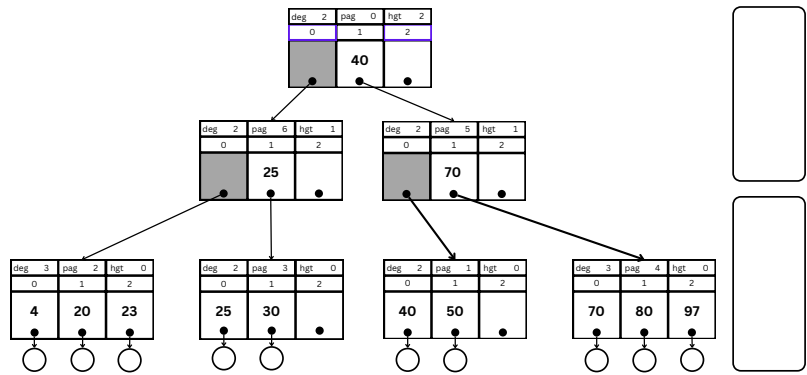 deg 2 pag 0 hgt 2
0 1 2
40
deg 2 pag 6 hgt 1
0 1 2
25
deg 2 pag 5 hgt 1
0 1 2
70
deg 3 pag 2 hgt 0
0 1 2
4 20 23
deg 2 pag 3 hgt 0
0 1 2
25 30
deg 2 pag 1 hgt 0
0 1 2
40 50
deg 3 pag 4 hgt 0
0 1 2
70 80 97